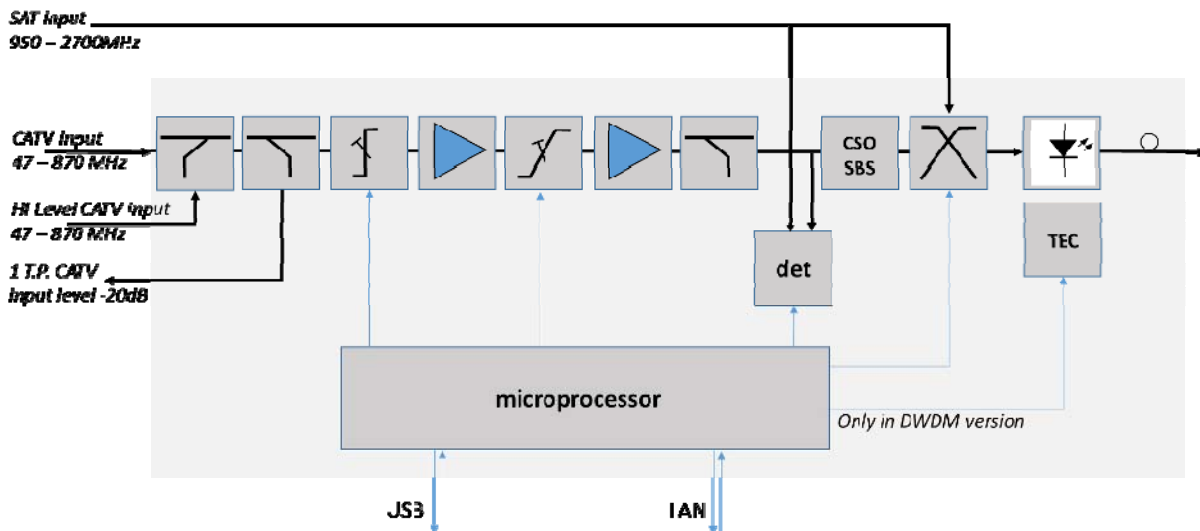 SAT input
950 – 2700MHz
CATV input
47 – 870 MHz
HI Level CATV input
47 – 870 MHz
1 T.P. CATV
input level -20dB
CSO
SBS
det
TEC
microprocessor
Only in DWDM version
USB
LAN